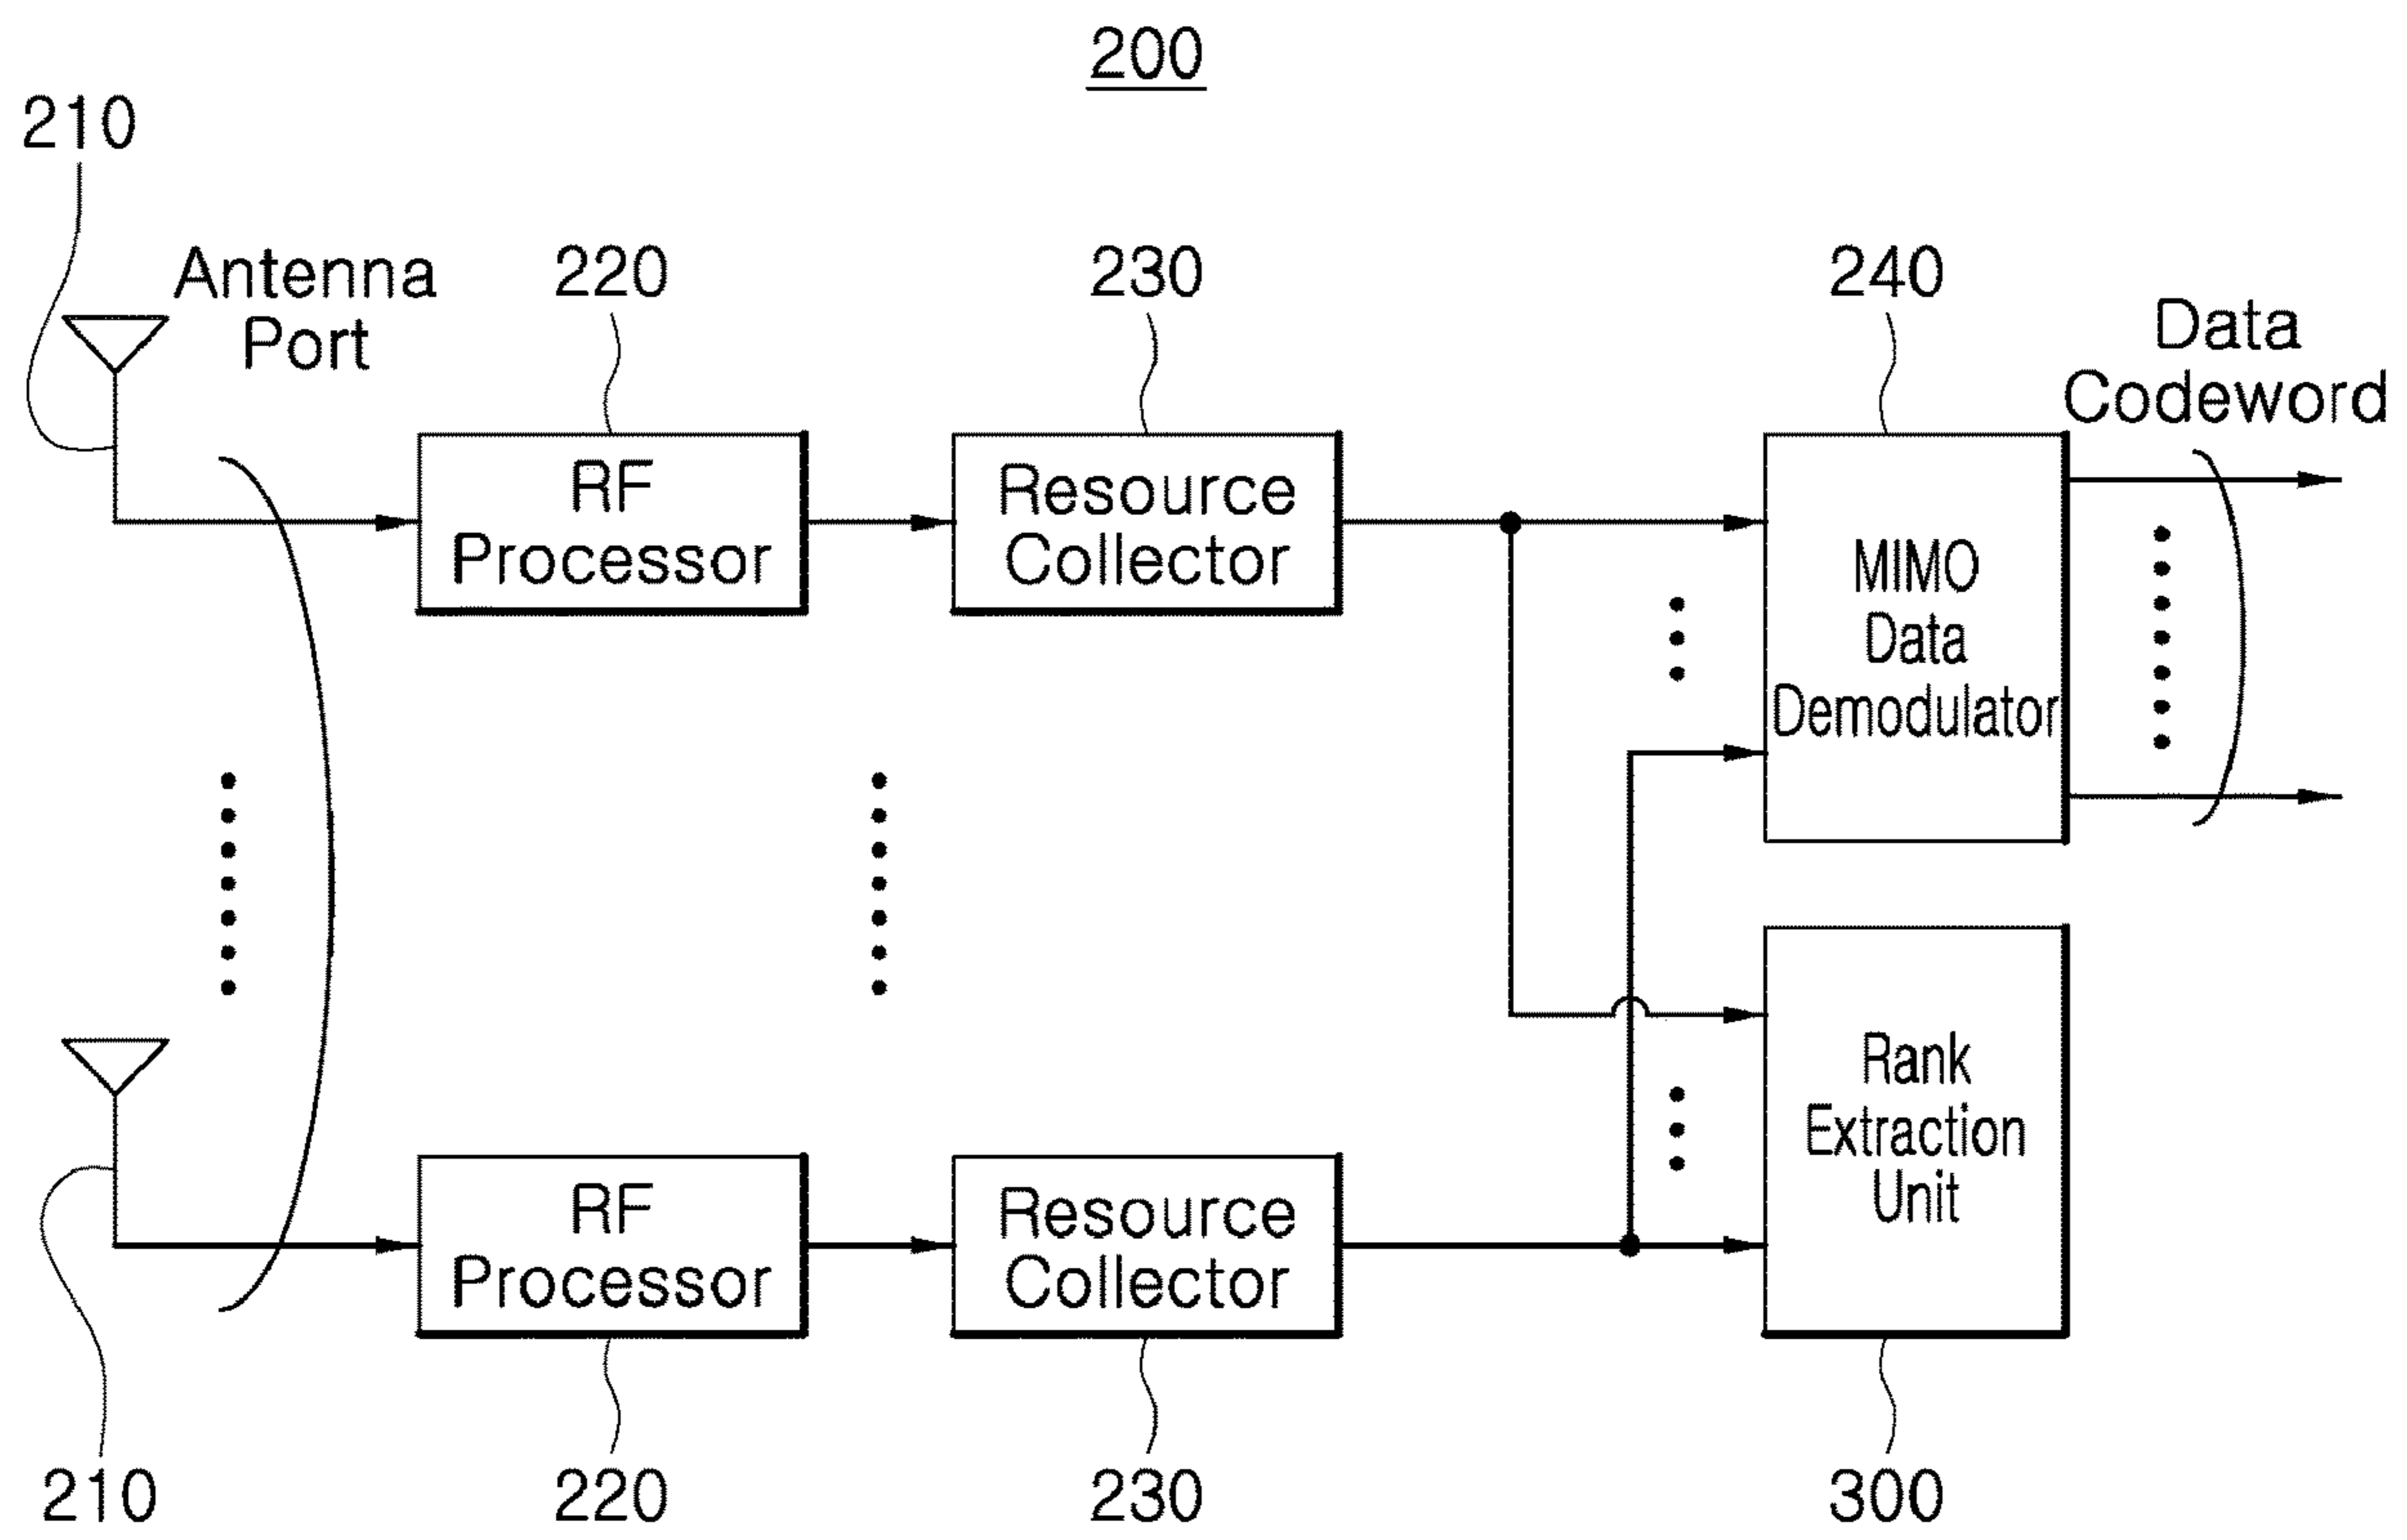 200
210
Antenna
Port
220
230
240
Data
Codeword
RF
Processor
Resource
Collector
MIMO
Data
Demodulator
Rank
Extraction
Unit
RF
Processor
Resource
Collector
210
220
230
300